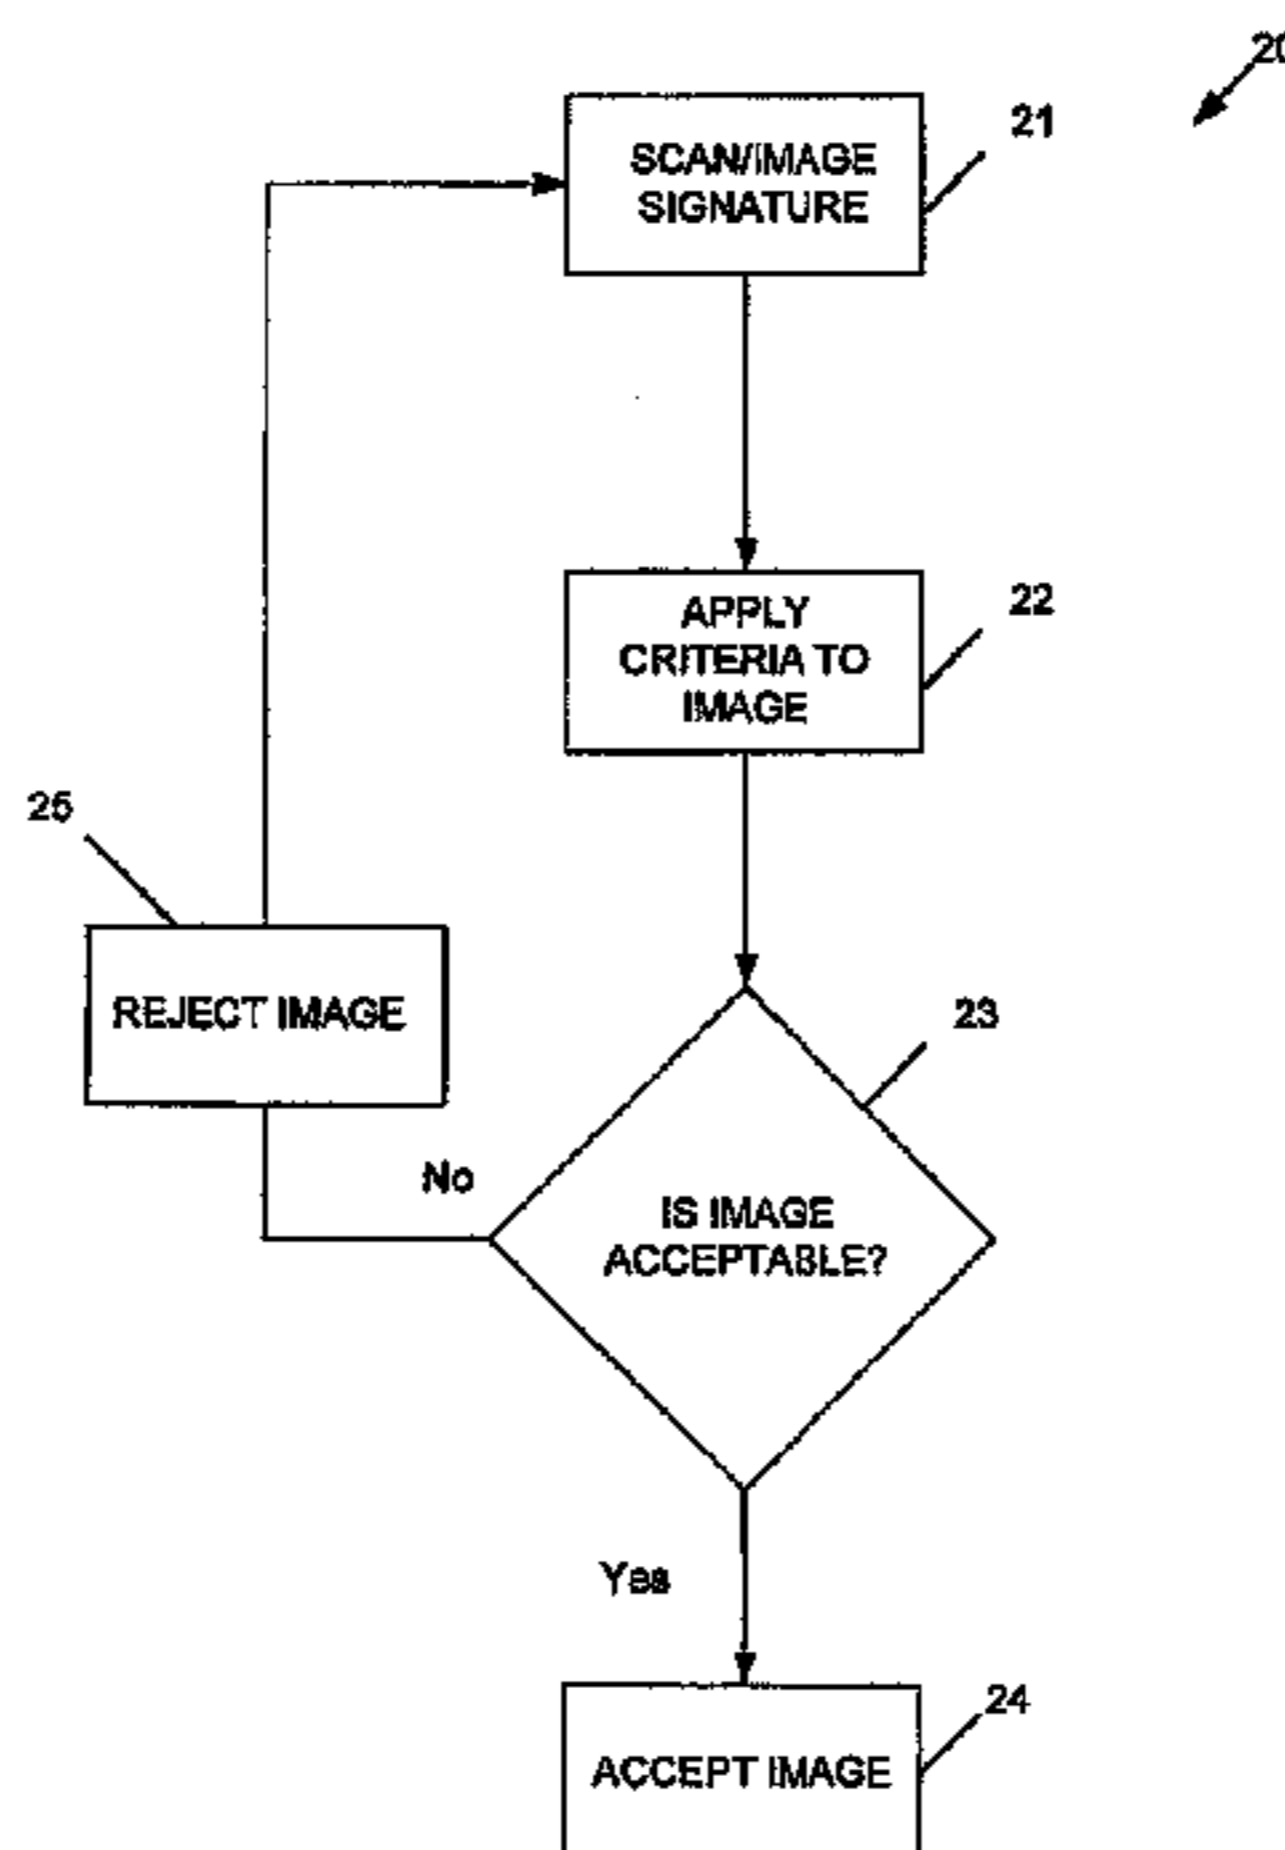 20
21
SCAN/IMAGE
SIGNATURE
22
APPLY
CRITERIA TO
IMAGE
25
REJECT IMAGE
23
No
IS IMAGE
ACCEPTABLE?
Yes
24
ACCEPT IMAGE